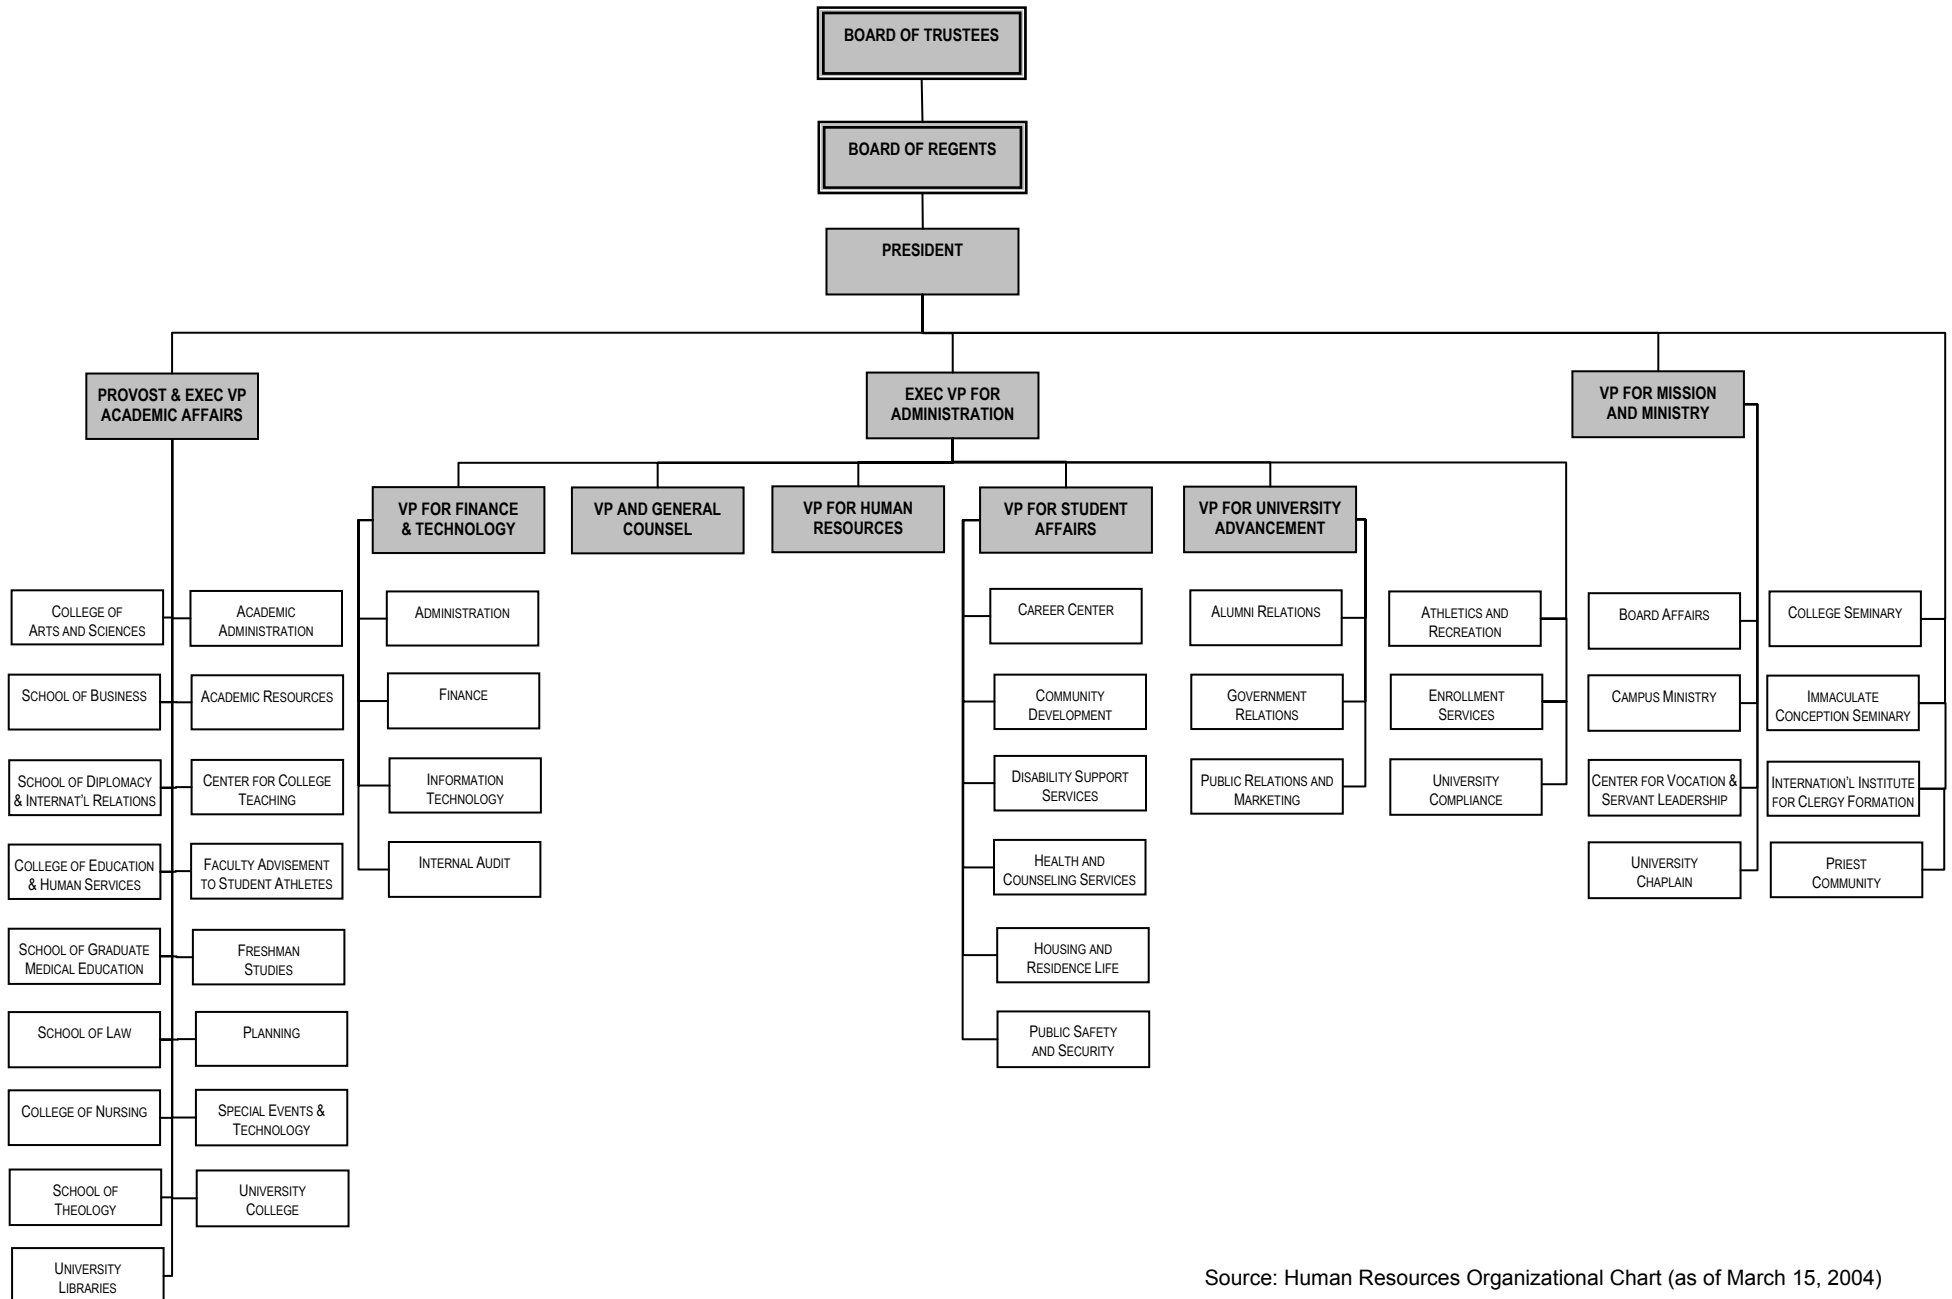 BOARD OF TRUSTEES
BOARD OF REGENTS
PRESIDENT
PROVOST & EXEC VP
ACADEMIC AFFAIRS
EXEC VP FOR
ADMINISTRATION
VP FOR MISSION
AND MINISTRY
VP FOR FINANCE
& TECHNOLOGY
VP AND GENERAL
COUNSEL
VP FOR HUMAN
RESOURCES
VP FOR STUDENT
AFFAIRS
VP FOR UNIVERSITY
ADVANCEMENT
COLLEGE OF
ARTS AND SCIENCES
SCHOOL OF BUSINESS
SCHOOL OF DIPLOMACY
& INTERNAT'L RELATIONS
COLLEGE OF EDUCATION
& HUMAN SERVICES
SCHOOL OF GRADUATE
MEDICAL EDUCATION
SCHOOL OF LAW
COLLEGE OF NURSING
SCHOOL OF
THEOLOGY
UNIVERSITY
LIBRARIES
ACADEMIC
ADMINISTRATION
ACADEMIC RESOURCES
CENTER FOR COLLEGE
TEACHING
FACULTY ADVISEMENT
TO STUDENT ATHLETES
FRESHMAN
STUDIES
PLANNING
SPECIAL EVENTS &
TECHNOLOGY
UNIVERSITY
COLLEGE
ADMINISTRATION
FINANCE
INFORMATION
TECHNOLOGY
INTERNAL AUDIT
CAREER CENTER
COMMUNITY
DEVELOPMENT
DISABILITY SUPPORT
SERVICES
HEALTH AND
COUNSELING SERVICES
HOUSING AND
RESIDENCE LIFE
PUBLIC SAFETY
AND SECURITY
ALUMNI RELATIONS
GOVERNMENT
RELATIONS
PUBLIC RELATIONS AND
MARKETING
ATHLETICS AND
RECREATION
ENROLLMENT
SERVICES
UNIVERSITY
COMPLIANCE
BOARD AFFAIRS
CAMPUS MINISTRY
CENTER FOR VOCATION &
SERVANT LEADERSHIP
UNIVERSITY
CHAPLAIN
COLLEGE SEMINARY
IMMACULATE
CONCEPTION SEMINARY
INTERNATION'L INSTITUTE
FOR CLERGY FORMATION
PRIEST
COMMUNITY
Source: Human Resources Organizational Chart (as of March 15, 2004)